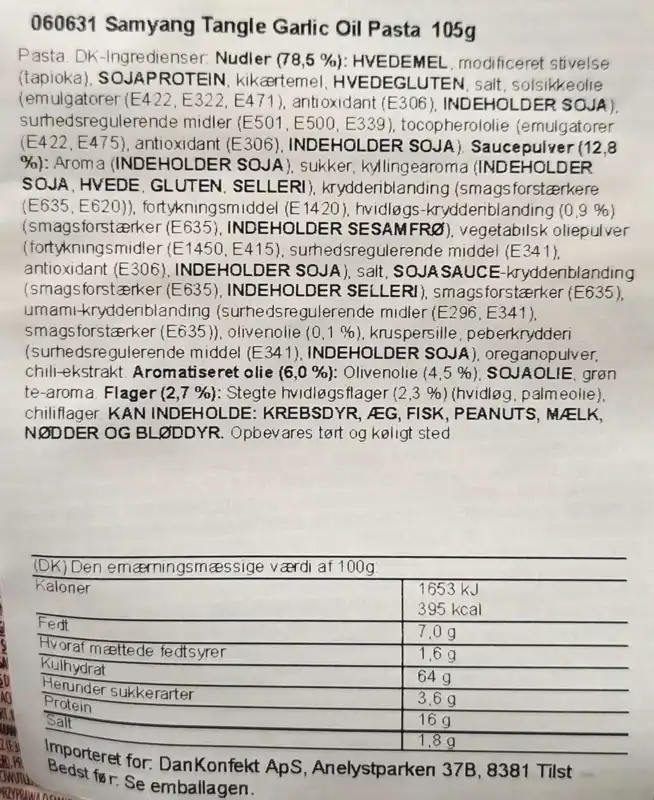 060631 Samyang Tangle Garlic Oil Pasta 105g
Pasta. DK-Ingredienser: Nudler (78,5 %): HVEDEMEL, modificeret stivelse
(tapioka), SOJAPROTEIN, kikærtemel, HVEDEGLUTEN, salt, solsikkeolie
(emulgatorer (E422, E322, E471), antioxidant (E306), INDEHOLDER SOJA),
surhedsregulerende midler (E501, E500, E339), tocopherololie (emulgatorer
(E422, E475), antioxidant (E306), INDEHOLDER SOJA). Saucepulver (12,8
%): Aroma (INDEHOLDER SOJA), sukker, kyllingearoma (INDEHOLDER
SOJA, HVEDE, GLUTEN, SELLERI), krydderiblanding (smagsforstærkere
(E635, E620)), fortykningsmiddel (E1420), hvidløgs-krydderiblanding (0,9 %)
(smagsforstærker (E635), INDEHOLDER SESAMFRØ), vegetabilsk oliepulver
(fortykningsmidler (E1450, E415), surhedsregulerende middel (E341),
antioxidant (E306), INDEHOLDER SOJA), salt, SOJASAUCE-krydderiblanding
(smagsforstærker (E635), INDEHOLDER SELLERI), smagsforstærker (E635),
umami-krydderiblanding (surhedsregulerende midler (E296, E341),
smagsforstærker (E635)), olivenolie (0,1 %), kruspersille, peberkrydderi
(surhedsregulerende middel (E341), INDEHOLDER SOJA), oreganopulver,
chili-ekstrakt. Aromatiseret olie (6,0 %): Olivenolie (4,5 %), SOJAOLIE, grøn
te-aroma. Flager (2,7 %): Stegte hvidløgsflager (2,3 %) (hvidløg, palmeolie),
chiliflager. KAN INDEHOLDE: KREBSDYR, ÆG, FISK, PEANUTS, MÆLK,
NØDDER OG BLØDDYR. Opbevares tørt og køligt sted
(DK) Den ernærningsmæssige værdi af 100g:
Kalorier 1653 kJ
395 kcal
Fedt 7,0 g
Hvoraf mættede fedtsyrer 1,6 g
Kulhydrat 64 g
Herunder sukkerarter 3,6 g
Protein 16 g
Salt 1,8 g
Importeret for: DanKonfekt ApS, Anelystparken 37B, 8381 Tilst
Bedst før: Se emballagen.